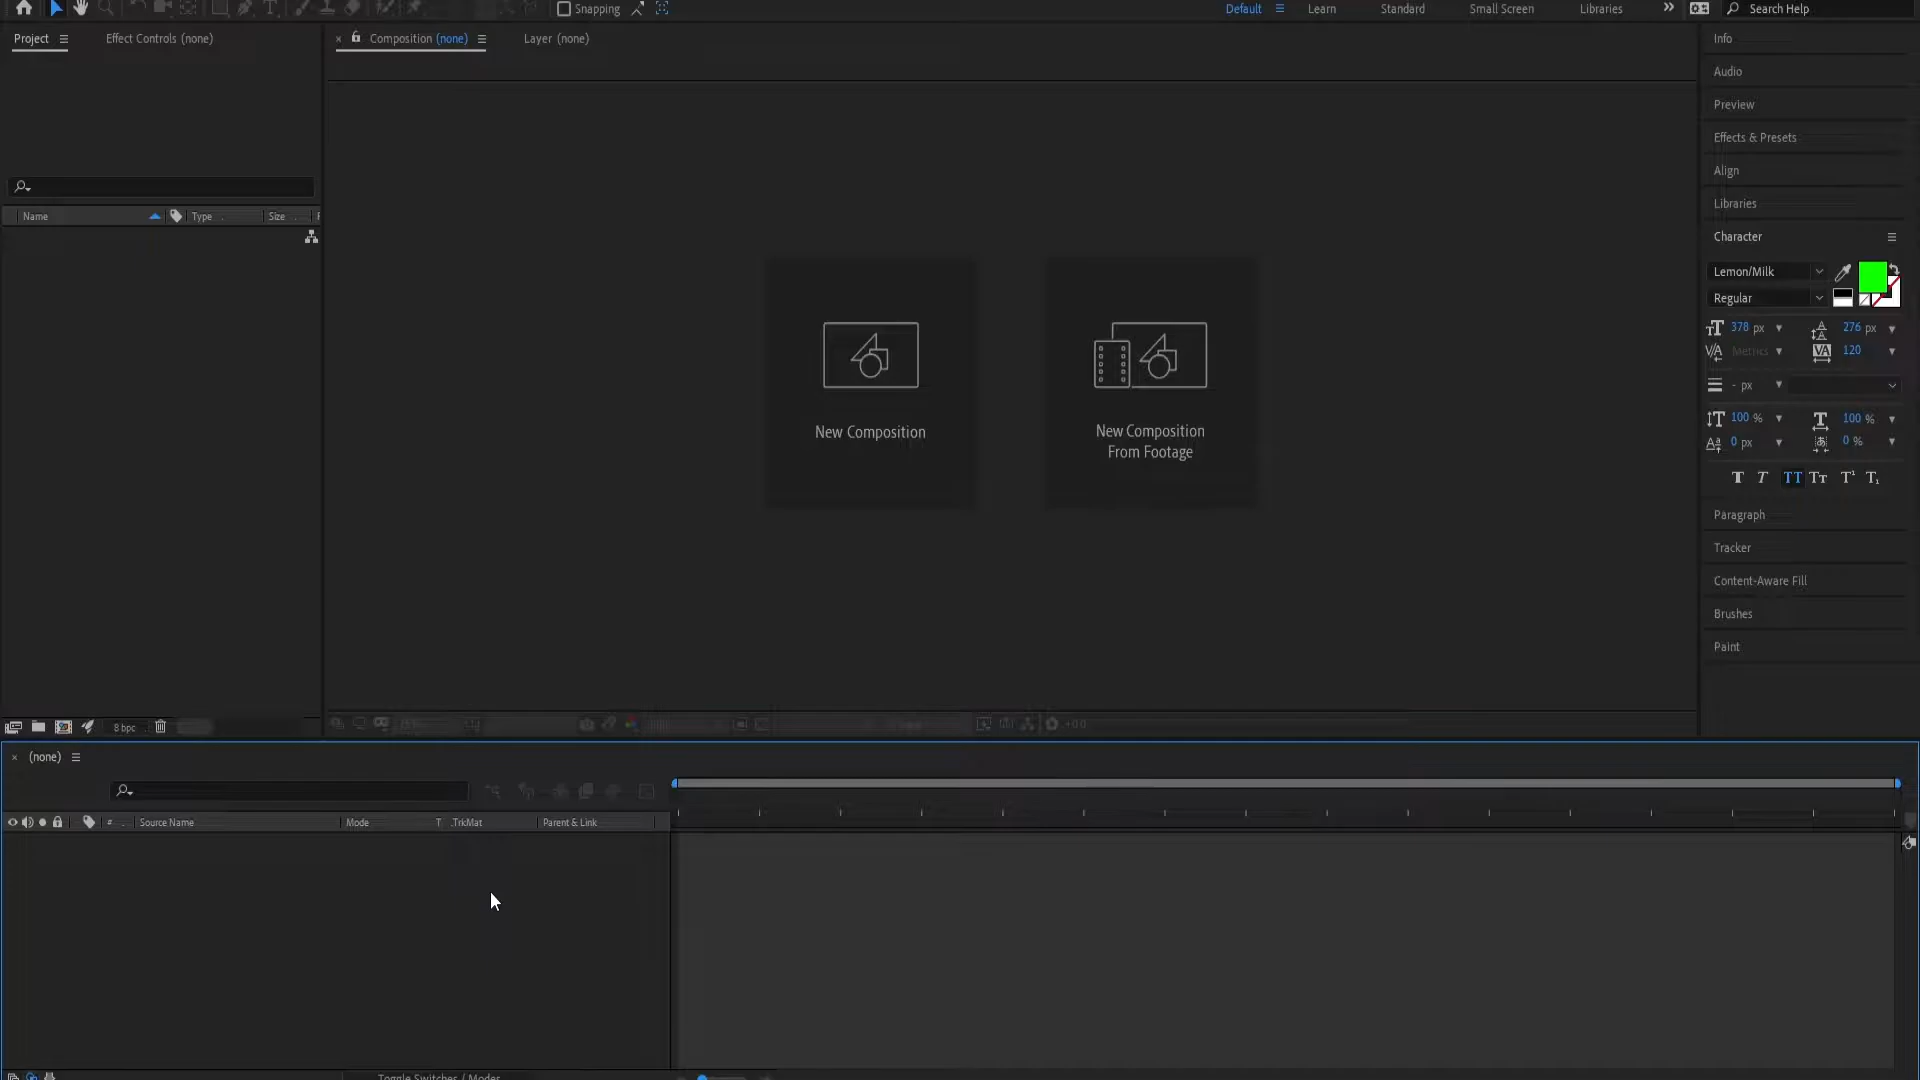 Snapping
Default
Learn
Standard
Small Screen
Libraries
Search Help
Project
Effect Controls (none)
Composition (none)
Layer (none)
Name
Type
Size
New Composition
New Composition
From Footage
8 bpc
+0.0
Info
Audio
Preview
Effects & Presets
Align
Libraries
Character
Lemon/Milk
Regular
378 px
276 px
Metrics
120
- px
100 %
100 %
0 px
0 %
Paragraph
Tracker
Content-Aware Fill
Brushes
Paint
(none)
# Source Name
Mode
T .TrkMat
Parent & Link
Toggle Switches / Modes